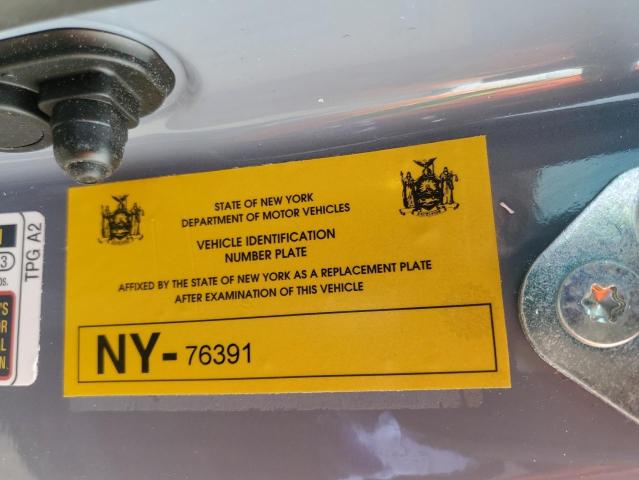 STATE OF NEW YORK
DEPARTMENT OF MOTOR VEHICLES
VEHICLE IDENTIFICATION
NUMBER PLATE
AFFIXED BY THE STATE OF NEW YORK AS A REPLACEMENT PLATE
AFTER EXAMINATION OF THIS VEHICLE
NY- 76391
TPG A2